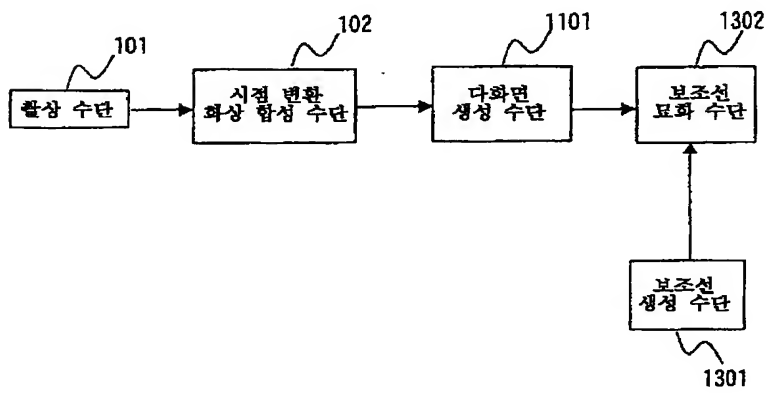 101
촬상 수단
102
시점 변환
화상 합성 수단
1101
다화면
생성 수단
1302
보조선
묘화 수단
보조선
생성 수단
1301